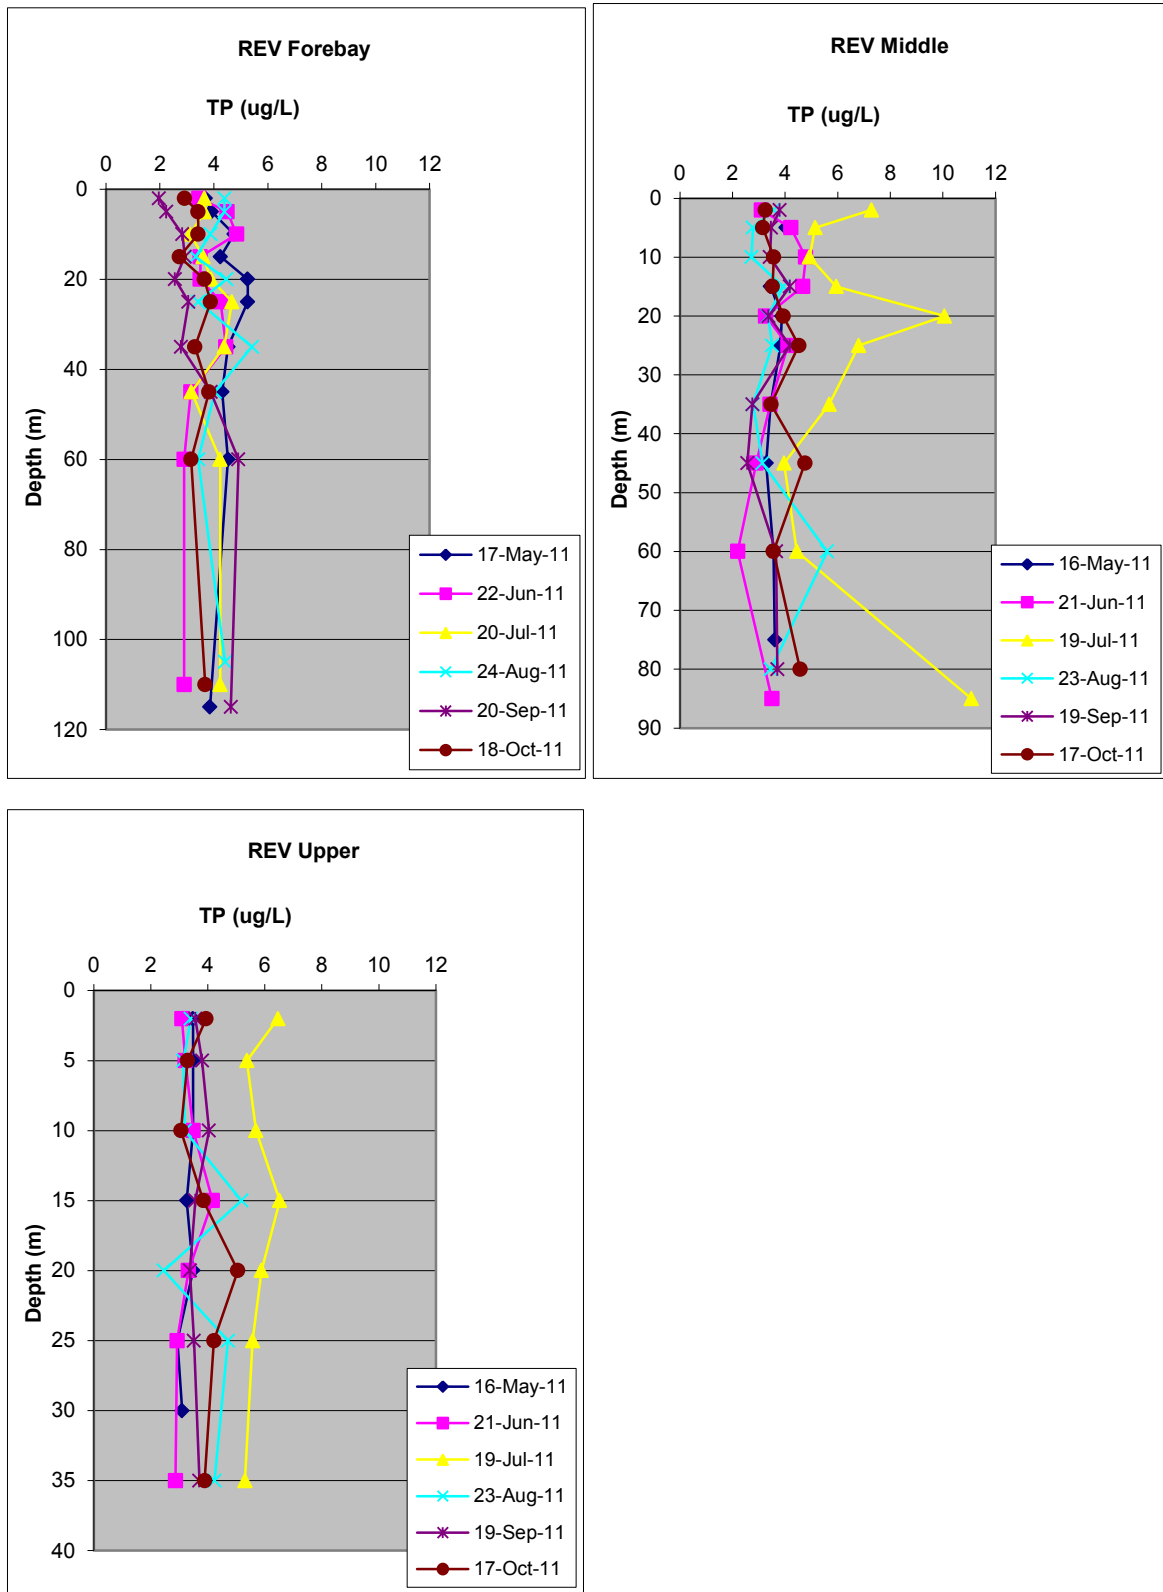 REV Forebay
TP (ug/L)
0 2 4 6 8 10 12
0
20
40
60
80
100
120
Depth (m)
17-May-11
22-Jun-11
20-Jul-11
24-Aug-11
20-Sep-11
18-Oct-11
REV Middle
TP (ug/L)
0 2 4 6 8 10 12
0
10
20
30
40
50
60
70
80
90
Depth (m)
16-May-11
21-Jun-11
19-Jul-11
23-Aug-11
19-Sep-11
17-Oct-11
REV Upper
TP (ug/L)
0 2 4 6 8 10 12
0
5
10
15
20
25
30
35
40
Depth (m)
16-May-11
21-Jun-11
19-Jul-11
23-Aug-11
19-Sep-11
17-Oct-11